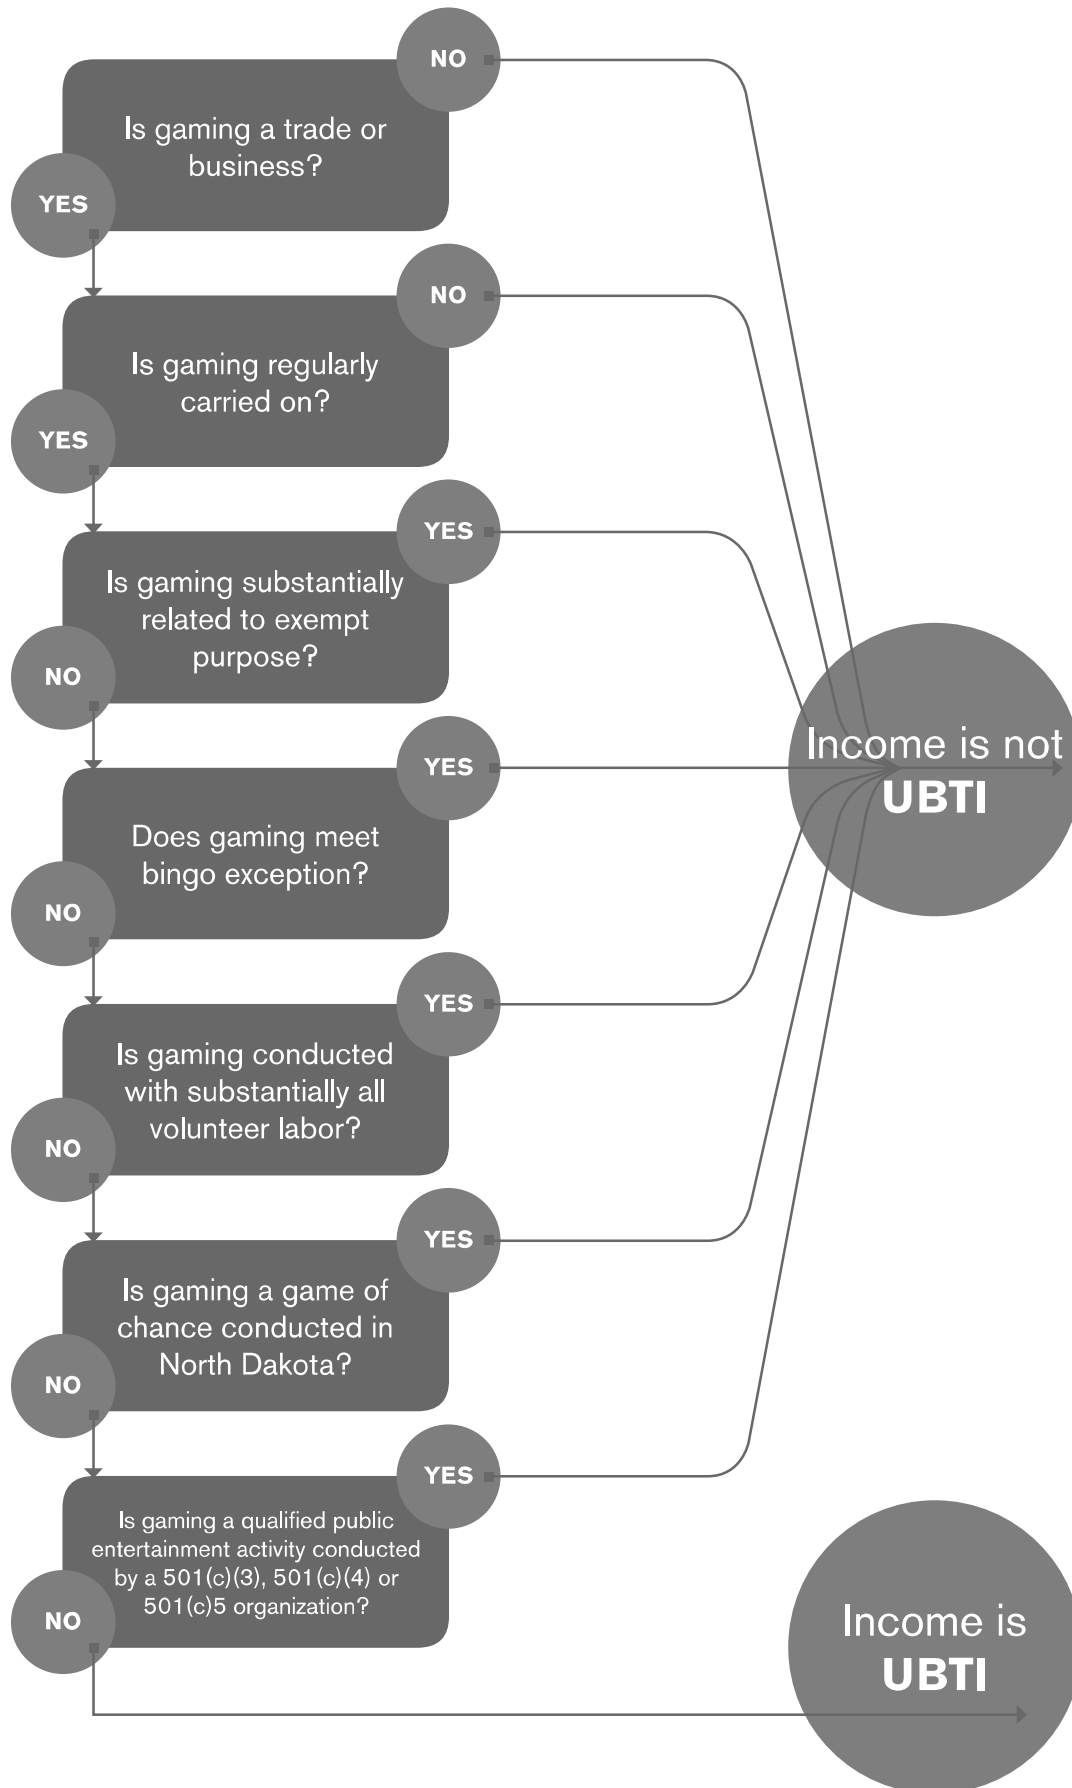 NO
Is gaming a trade or
business?
YES
NO
Is gaming regularly
carried on?
YES
YES
Is gaming substantially
related to exempt
purpose?
NO
YES
Does gaming meet
bingo exception?
NO
YES
Is gaming conducted
with substantially all
volunteer labor?
NO
YES
Is gaming a game of
chance conducted in
North Dakota?
NO
YES
Is gaming a qualified public
entertainment activity conducted
by a 501(c)(3), 501(c)(4) or
501(c)5 organization?
NO
Income is not
UBTI
Income is
UBTI